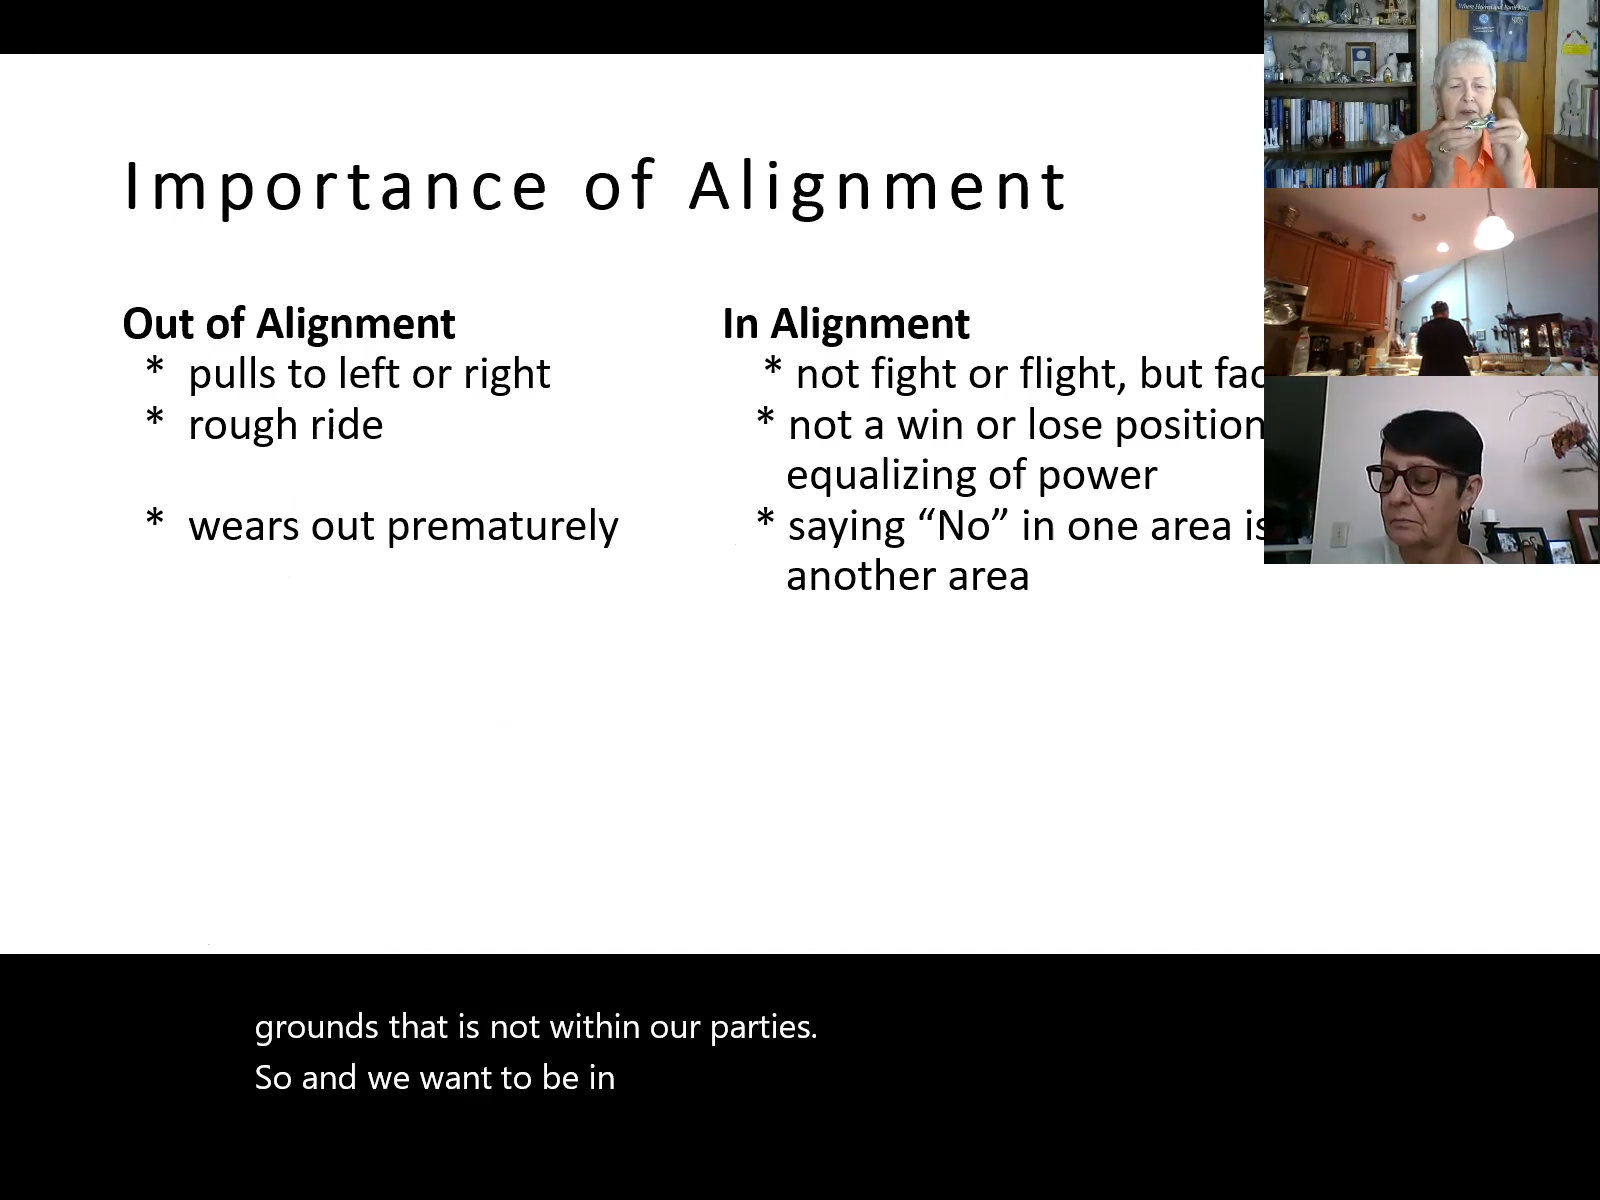 Importance of Alignment
Out of Alignment
* pulls to left or right
* rough ride
* wears out prematurely
In Alignment
* not fight or flight, but
* not a win or lose position
equalizing of power
* saying “No” in one area
another area
grounds that is not within our parties.
So and we want to be in